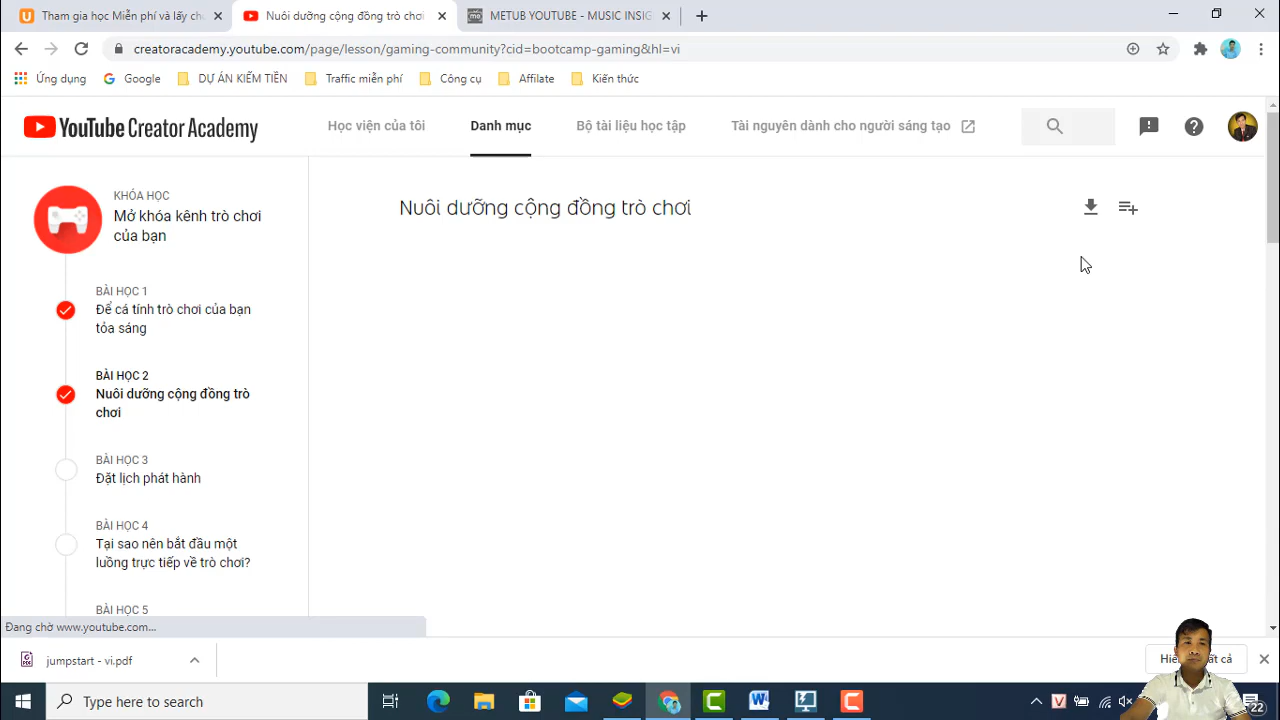 Tham gia học Miễn phí và lấy ch
Nuôi dưỡng cộng đồng trò chơi
METUB YOUTUBE - MUSIC INSIG
creatoracademy.youtube.com/page/lesson/gaming-community?cid=bootcamp-gaming&hl=vi
Ứng dụng
Google
DỰ ÁN KIẾM TIỀN
Traffic miễn phí
Công cụ
Affilate
Kiến thức
YouTube Creator Academy
Học viện của tôi
Danh mục
Bộ tài liệu học tập
Tài nguyên dành cho người sáng tạo
KHÓA HỌC
Mở khóa kênh trò chơi
của bạn
Nuôi dưỡng cộng đồng trò chơi
BÀI HỌC 1
Để cá tính trò chơi của bạn
tỏa sáng
BÀI HỌC 2
Nuôi dưỡng cộng đồng trò
chơi
BÀI HỌC 3
Đặt lịch phát hành
BÀI HỌC 4
Tại sao nên bắt đầu một
luồng trực tiếp về trò chơi?
BÀI HỌC 5
Đang chờ www.youtube.com...
jumpstart - vi.pdf
Type here to search
22